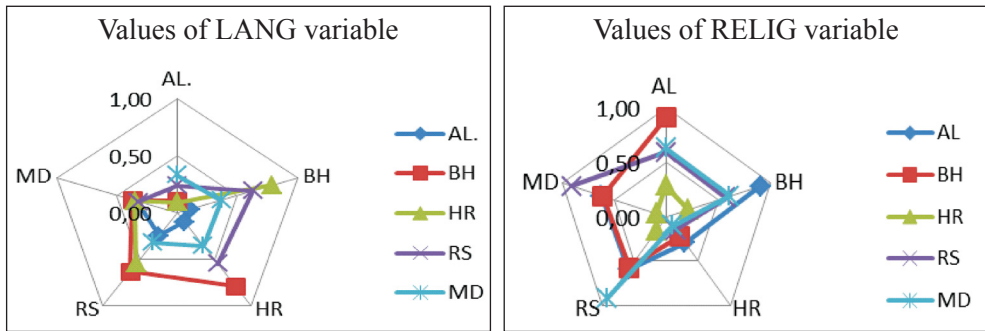 Values of LANG variable
AL.
1,00
0,50
0,00
MD
BH
RS
HR
AL.
BH
HR
RS
MD
Values of RELIG variable
AL
1,00
0,50
0,00
MD
BH
RS
HR
AL
BH
HR
RS
MD